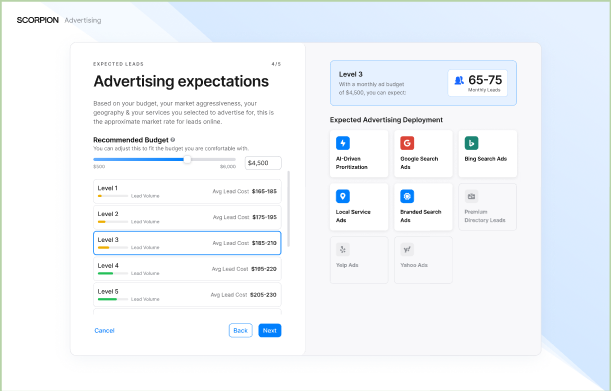 SCORPION Advertising
EXPECTED LEADS
4/5
Advertising expectations
Based on your budget, your market aggressiveness, your
geography & your services you selected to advertise for, this is
the approximate market rate for leads online.
Recommended Budget
You can adjust this to fit the budget you are comfortable with.
$4,500
$500
$6,000
Level 1
Lead Volume
Avg Lead Cost $165-185
Level 2
Lead Volume
Avg Lead Cost $175-195
Level 3
Lead Volume
Avg Lead Cost $185-210
Level 4
Lead Volume
Avg Lead Cost $195-220
Level 5
Lead Volume
Avg Lead Cost $205-230
Cancel
Back
Next
Level 3
With a monthly ad budget
of $4,500, you can expect:
65-75
Monthly Leads
Expected Advertising Deployment
AI-Driven
Prioritization
Google Search
Ads
Bing Search
Ads
Local Service
Ads
Branded Search
Ads
Premium
Directory Leads
Yelp Ads
Yahoo Ads